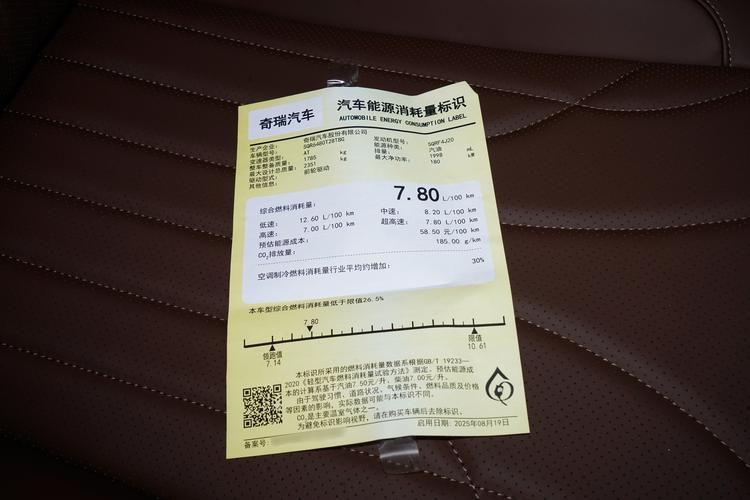 奇瑞汽车
汽车能源消耗量标识
AUTOMOBILE ENERGY CONSUMPTION LABEL
生产企业: 奇瑞汽车股份有限公司
车辆型号: SQR6480T28TBG 发动机型号: SQRF4J20
变速器类型: AT 能源种类: 汽油
整车整备质量: 1785 kg 排量: 1998 mL
最大设计总质量: 2351 kg 最大净功率: 180 kW
驱动型式: 前轮驱动
其他信息:
综合燃料消耗量: 7.80 L/100 km
低速: 12.60 L/100 km 中速: 8.20 L/100 km
高速: 7.00 L/100 km 超高速: 7.80 L/100 km
预估能源成本: 58.50 元/100 km
CO₂排放量: 185.00 g/km
空调制冷燃料消耗量行业平均约增加: 30%
本车型综合燃料消耗量低于限值26.5%
7.80
领跑值 限值
7.14 10.61
本标识所采用的燃料消耗量数据系根据GB/T 19233—
2020《轻型汽车燃料消耗量试验方法》测定,预估能源成
本的计算系基于汽油7.50元/升、柴油7.00元/升。
由于驾驶习惯、道路状况、气候条件、燃料品质及价格
等因素的影响,实际数据可能与本标识不同。
CO₂是主要温室气体之一。
为避免标识影响视野,请在购买车辆后去除标识。
启用日期: 2025年08月19日
备案号: